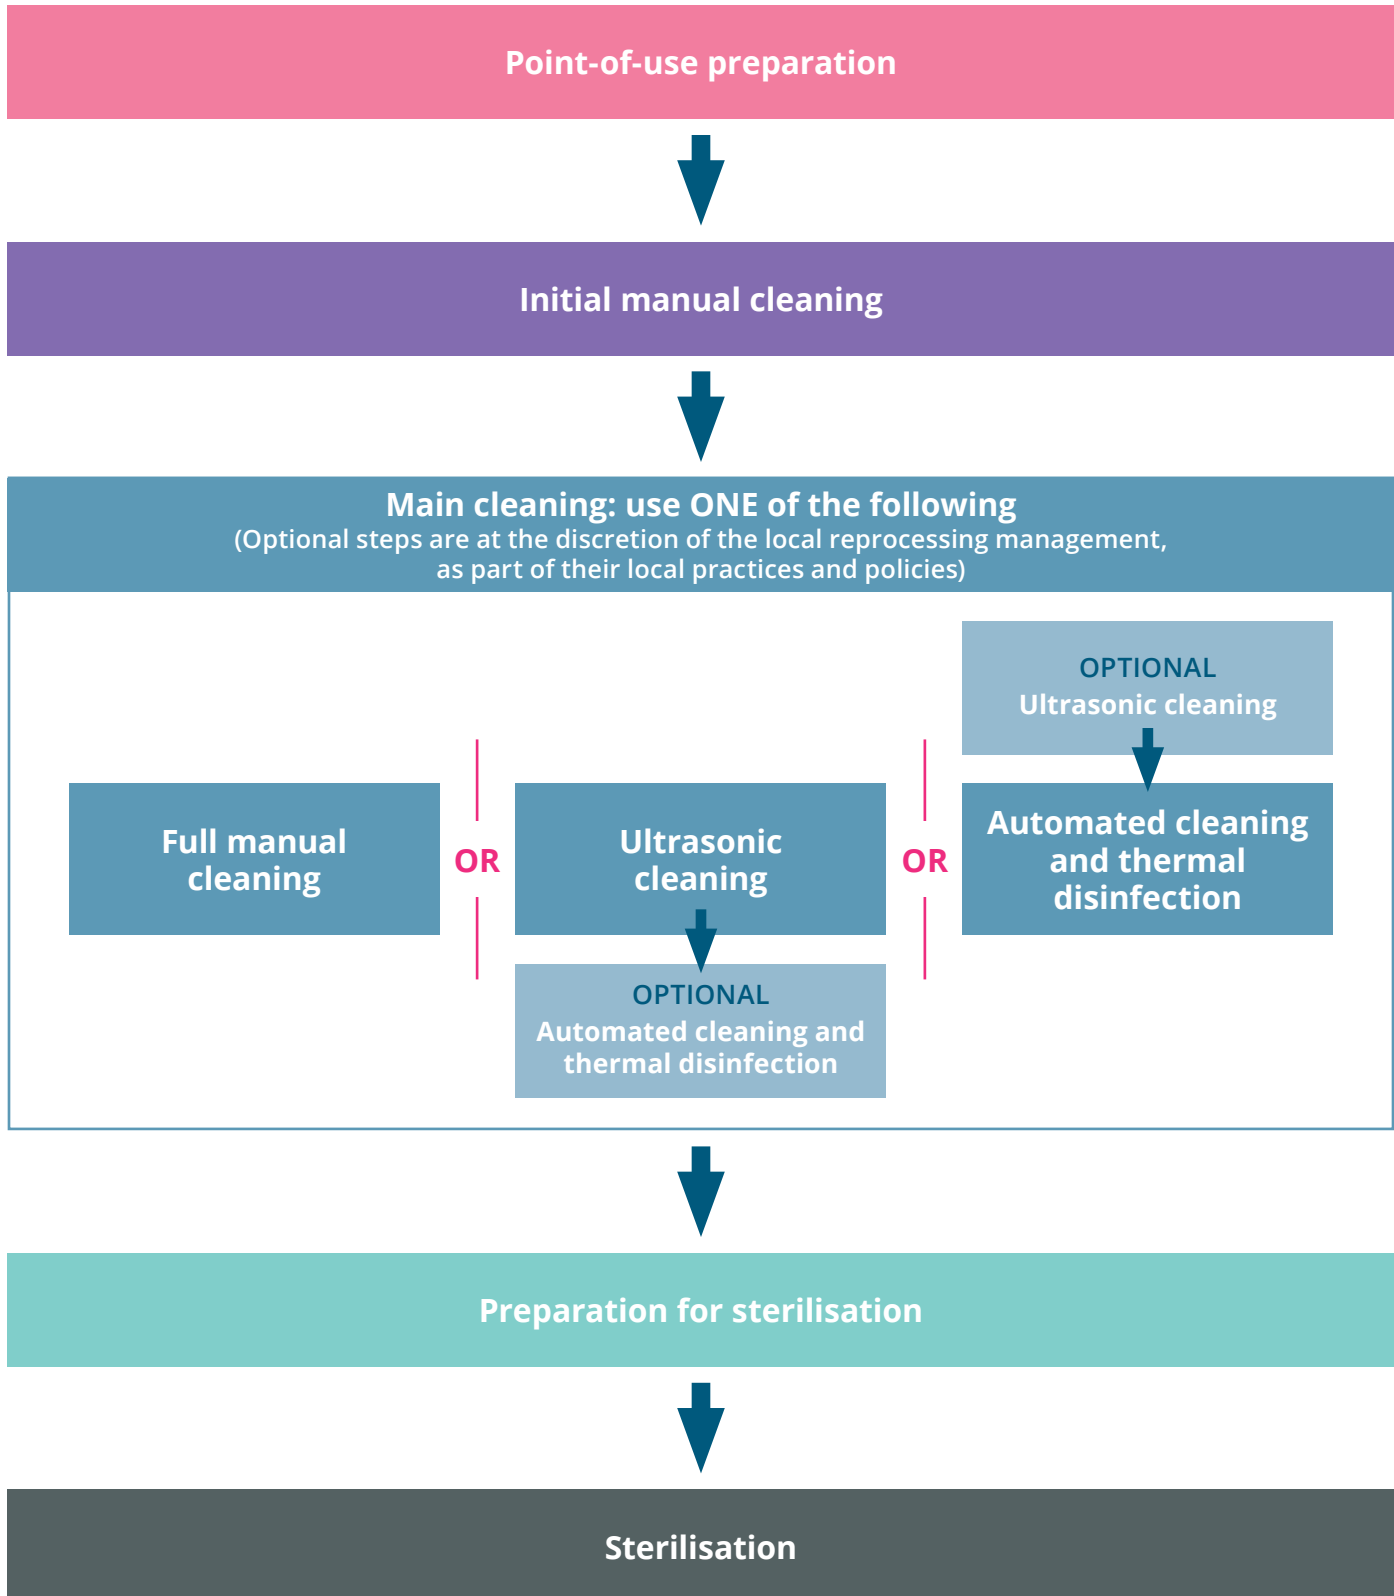 Point-of-use preparation
Initial manual cleaning
Main cleaning: use ONE of the following
(Optional steps are at the discretion of the local reprocessing management,
as part of their local practices and policies)
Full manual
cleaning
OR
Ultrasonic
cleaning
OPTIONAL
Automated cleaning and
thermal disinfection
OR
OPTIONAL
Ultrasonic cleaning
Automated cleaning
and thermal
disinfection
Preparation for sterilisation
Sterilisation